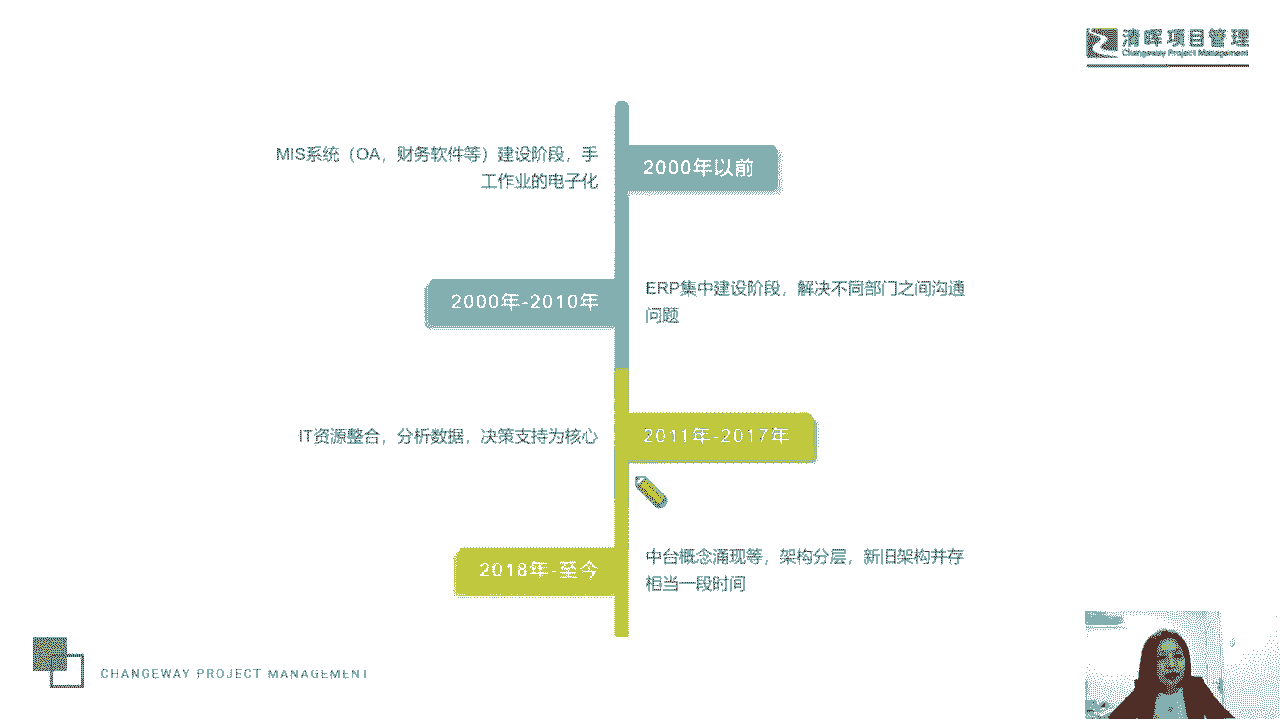 清晖项目管理
Changeway Project Management
MIS系统（OA，财务软件等）建设阶段，手
工作业的电子化
2000年以前
2000年-2010年
ERP集中建设阶段，解决不同部门之间沟通
问题
IT资源整合，分析数据，决策支持为核心
2011年-2017年
2018年-至今
中台概念涌现等，架构分层，新旧架构并存
相当一段时间
CHANGEWAY PROJECT MANAGEMENT